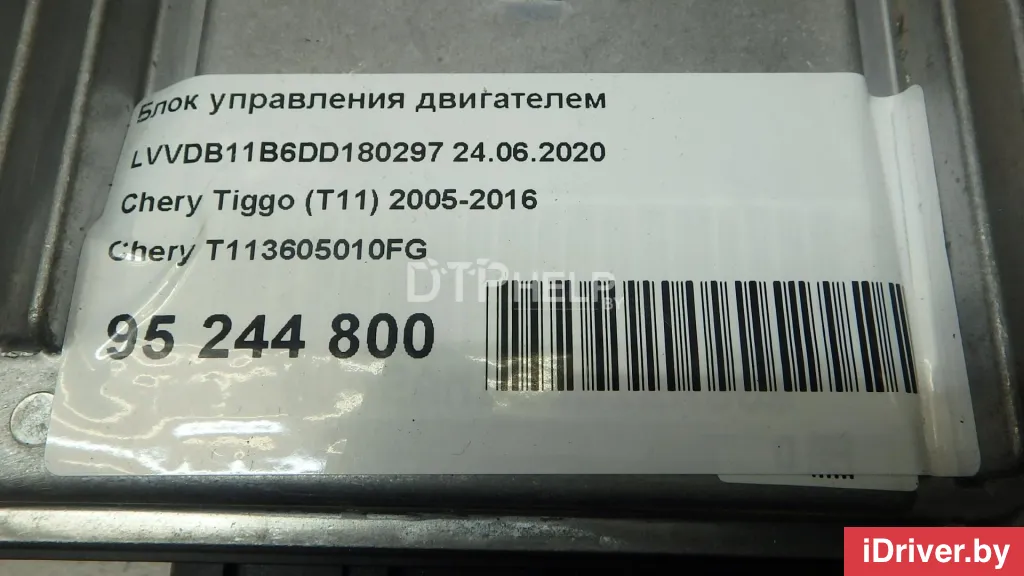 Блок управления двигателем
LVVDB11B6DD180297 24.06.2020
Chery Tiggo (T11) 2005-2016
Chery T113605010FG
DTPHELP.BY
95 244 800
iDriver.by